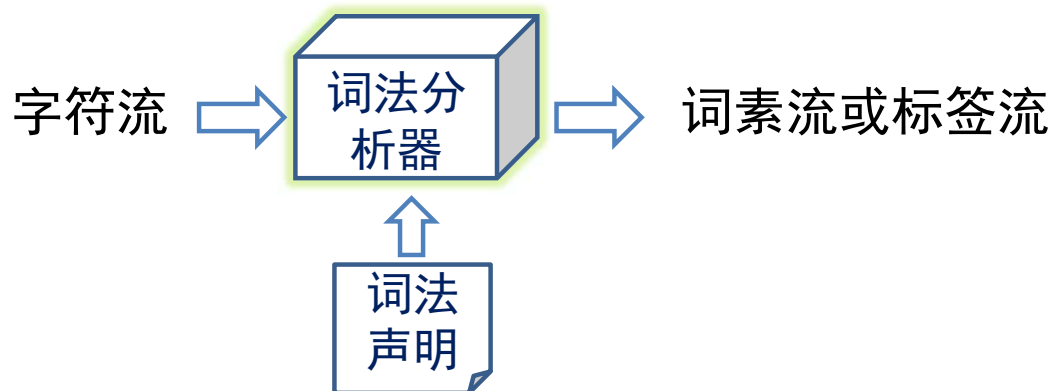 字符流
词法分
析器
词素流或标签流
词法
声明